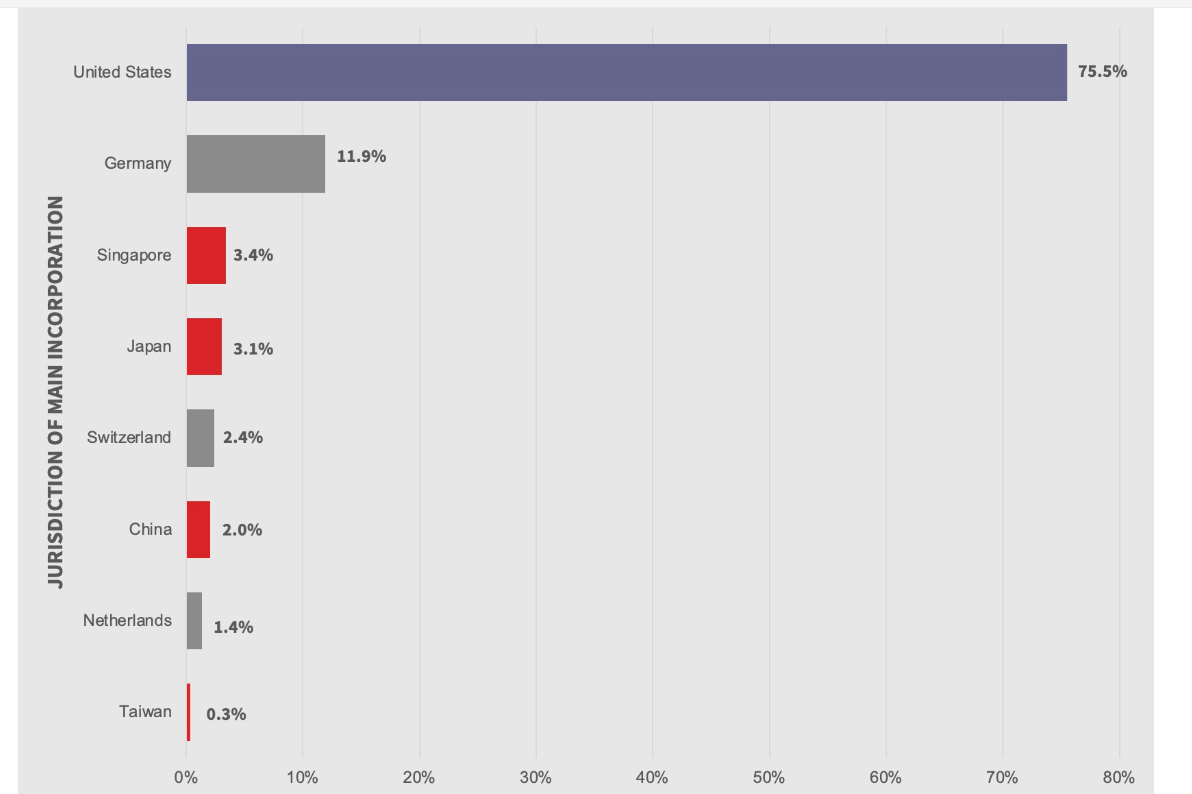 JURISDICTION OF MAIN INCORPORATION
United States 75.5%
Germany 11.9%
Singapore 3.4%
Japan 3.1%
Switzerland 2.4%
China 2.0%
Netherlands 1.4%
Taiwan 0.3%
0% 10% 20% 30% 40% 50% 60% 70% 80%